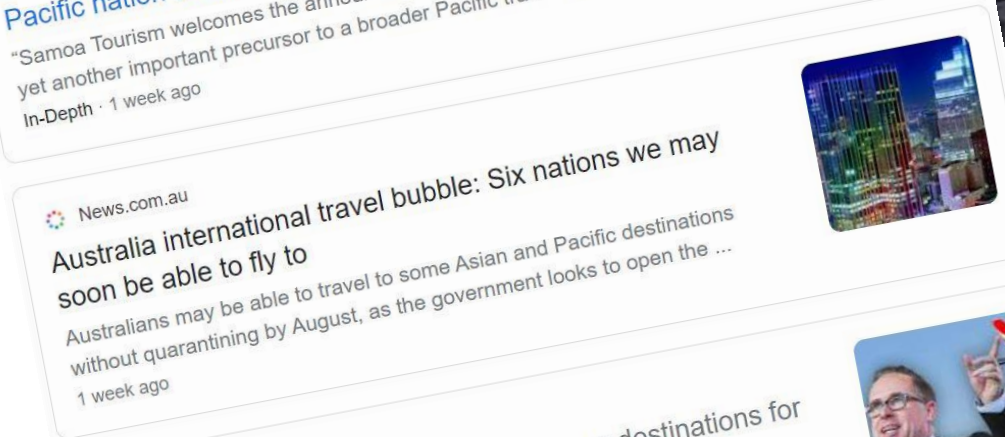 Pacific nation
“Samoa Tourism welcomes the
yet another important precursor to a broader Pacific
In-Depth · 1 week ago
News.com.au
Australia international travel bubble: Six nations we may
soon be able to fly to
Australians may be able to travel to some Asian and Pacific destinations
without quarantining by August, as the government looks to open the ...
1 week ago
destinations for